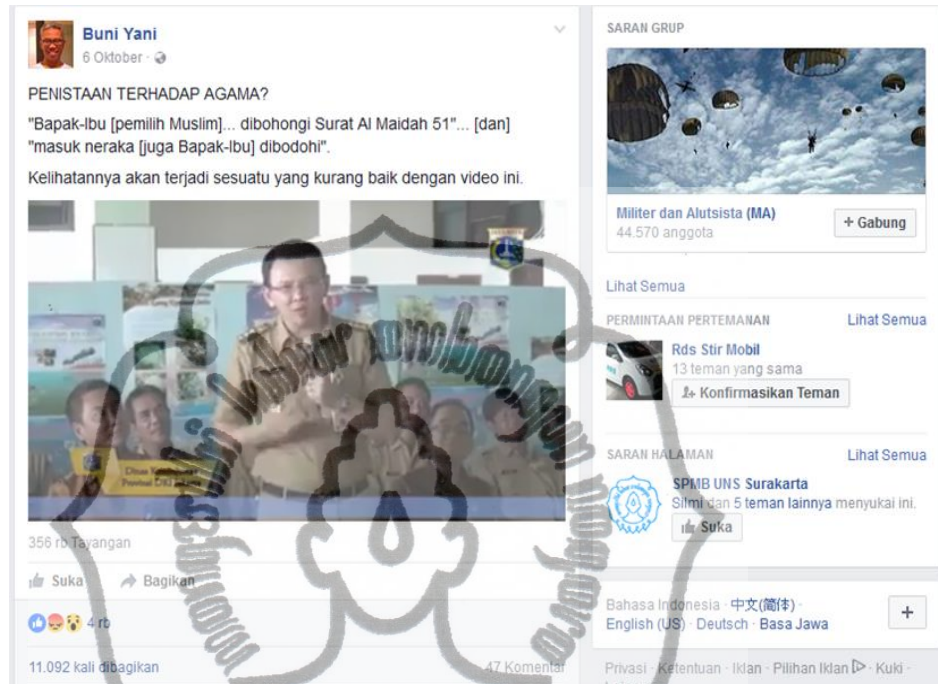 Buni Yani
6 Oktober
PENISTAAN TERHADAP AGAMA?
"Bapak-Ibu [pemilih Muslim]... dibohongi Surat Al Maidah 51"... [dan]
"masuk neraka [juga Bapak-Ibu] dibodohi".
Kelihatannya akan terjadi sesuatu yang kurang baik dengan video ini.
Provinsi DKI Jakarta
356 rb Tayangan
Suka Bagikan
4 rb
11.092 kali dibagikan
47 Komentar
SARAN GRUP
Militer dan Alutsista (MA)
44.570 anggota
+ Gabung
Lihat Semua
PERMINTAAN PERTEMANAN
Lihat Semua
Rds Stir Mobil
13 teman yang sama
Konfirmasikan Teman
SARAN HALAMAN
Lihat Semua
SPMB UNS Surakarta
Silmi dan 5 teman lainnya menyukai ini.
Suka
Bahasa Indonesia · 中文(简体) ·
English (US) · Deutsch · Basa Jawa
+
Privasi · Ketentuan · Iklan · Pilihan Iklan · Kuki ·